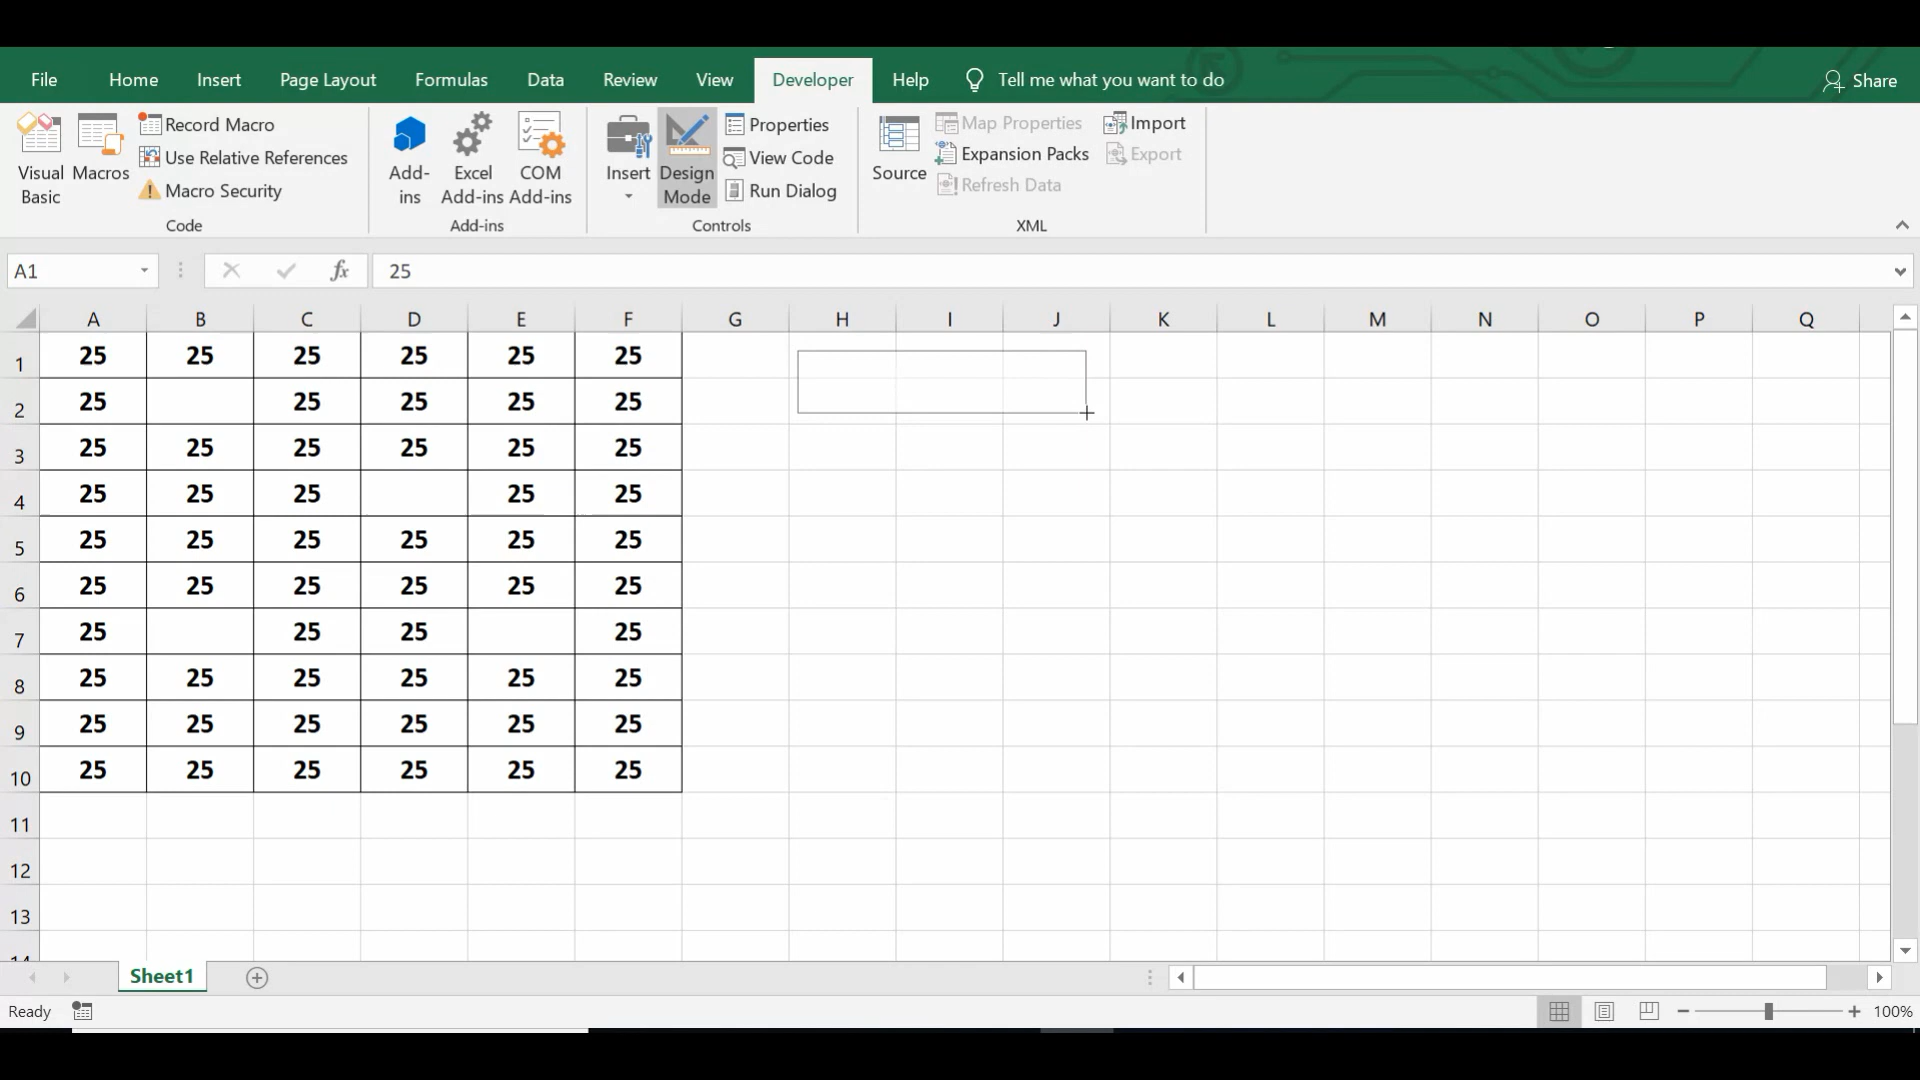 File Home Insert Page Layout Formulas Data Review View Developer Help Tell me what you want to do Share
Visual Basic
Macros
Record Macro
Use Relative References
Macro Security
Code
Add-ins
Excel Add-ins
COM Add-ins
Add-ins
Insert
Design Mode
Properties
View Code
Run Dialog
Controls
Source
Map Properties
Expansion Packs
Refresh Data
Import
Export
XML
A1 fx 25
A B C D E F G H I J K L M N O P Q
1 25 25 25 25 25 25
2 25 25 25 25 25
3 25 25 25 25 25 25
4 25 25 25 25 25
5 25 25 25 25 25 25
6 25 25 25 25 25 25
7 25 25 25 25
8 25 25 25 25 25 25
9 25 25 25 25 25 25
10 25 25 25 25 25 25
11
12
13
14
Sheet1
Ready 100%